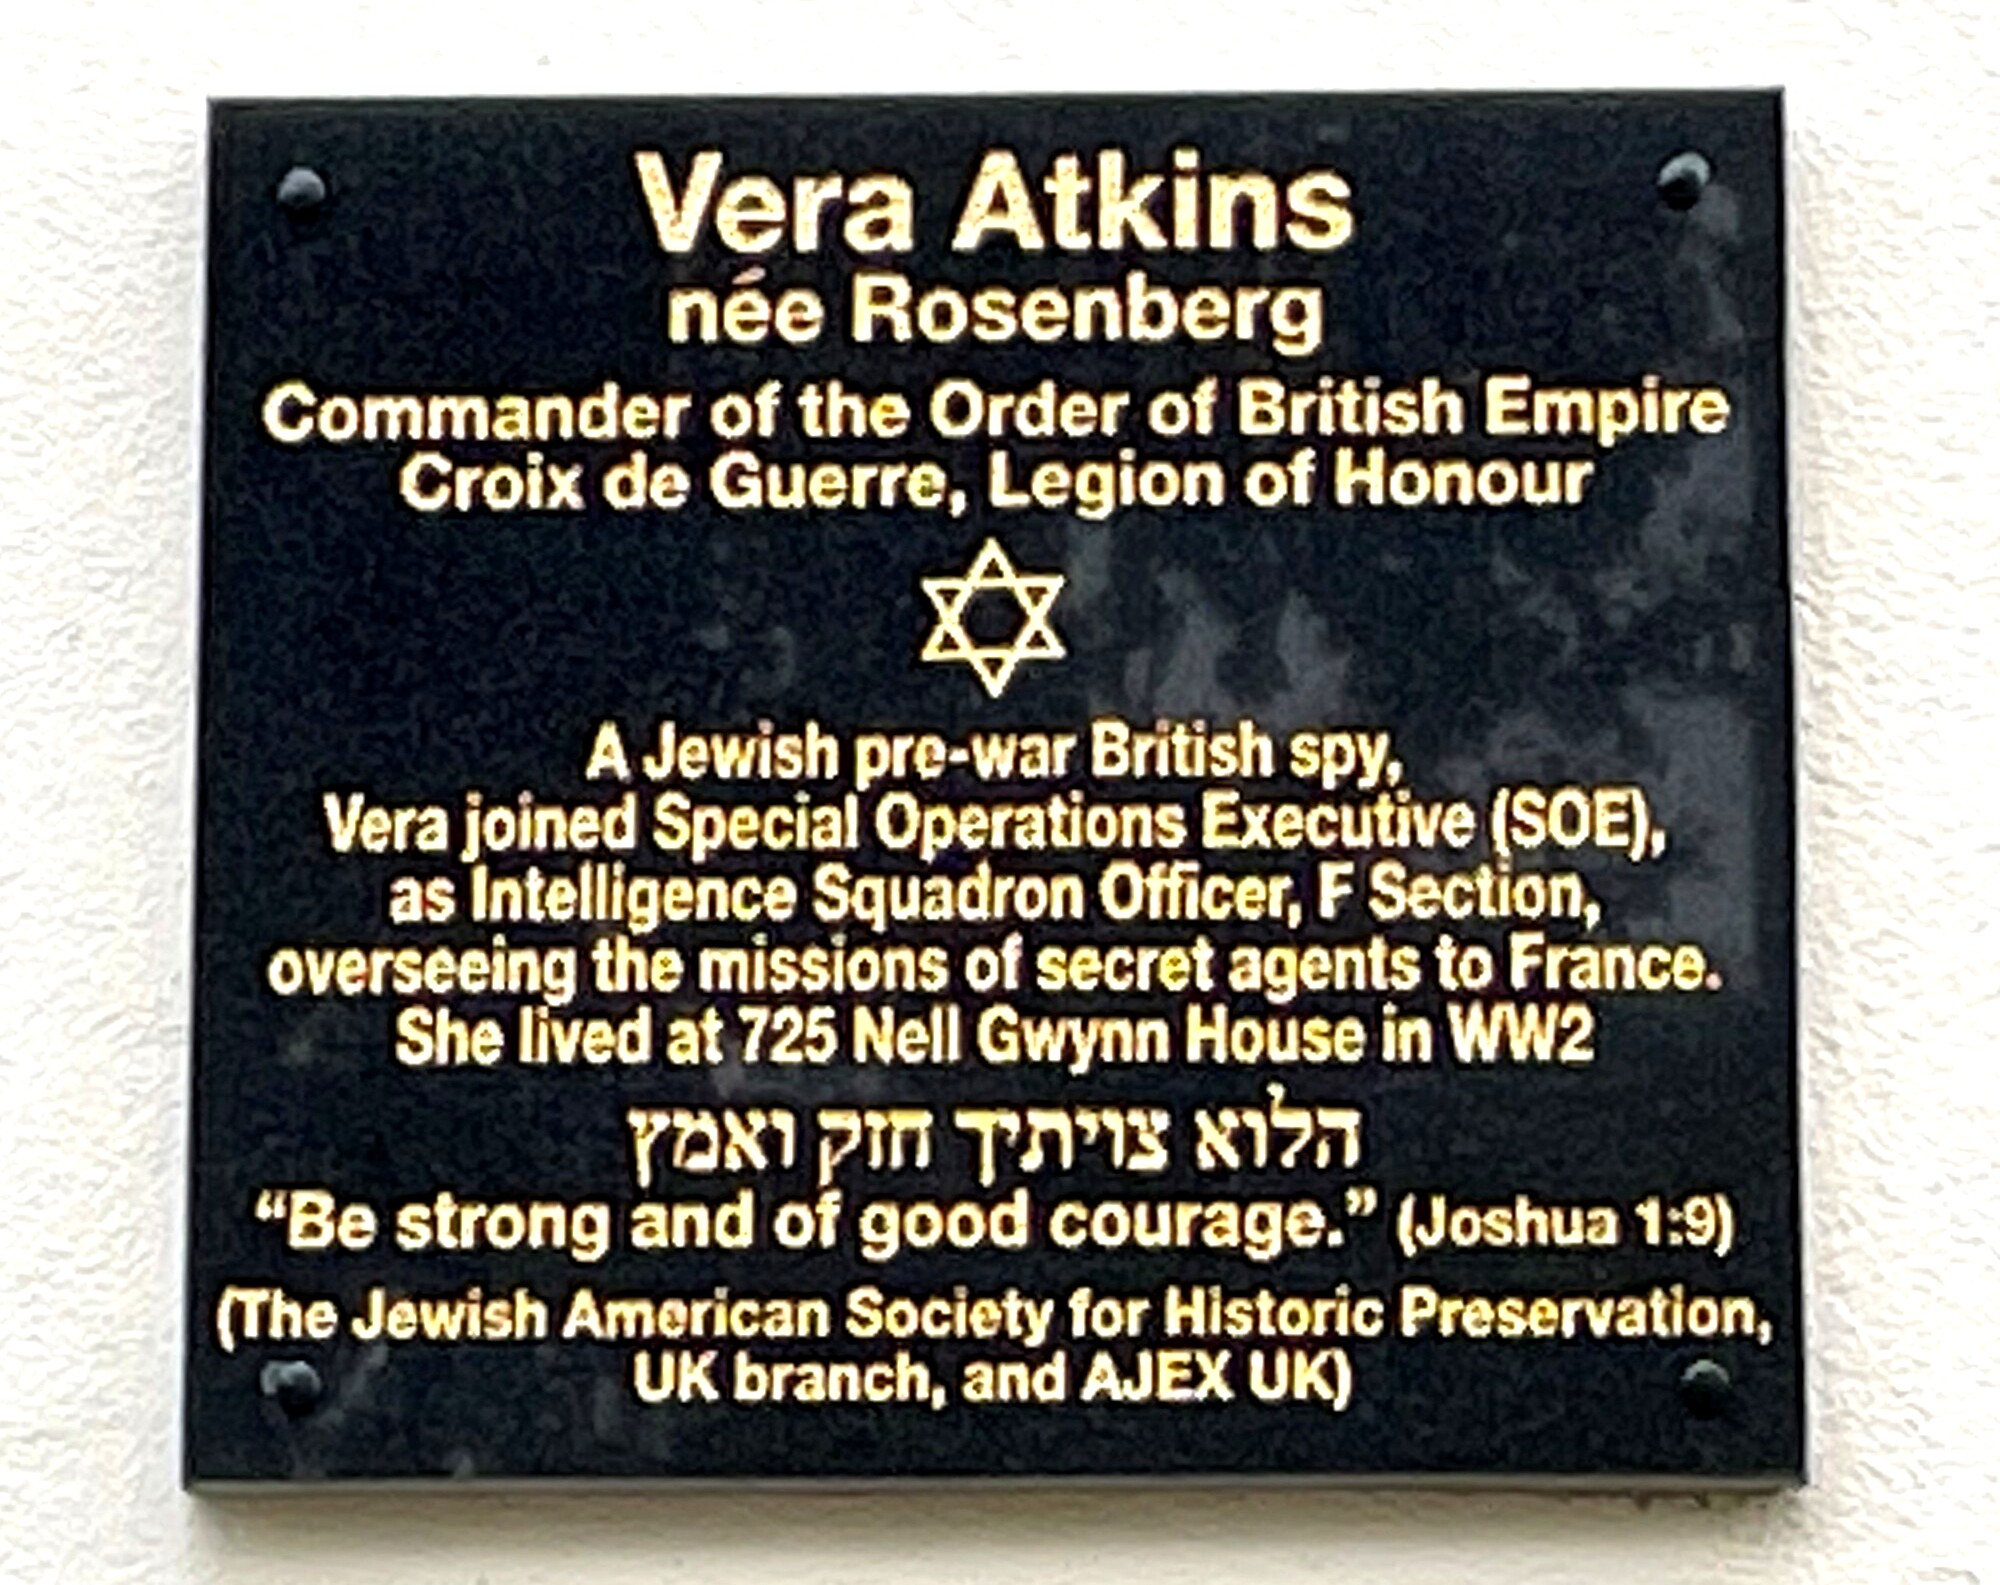 Vera Atkins
née Rosenberg
Commander of the Order of British Empire
Croix de Guerre, Legion of Honour
A Jewish pre-war British spy,
Vera joined Special Operations Executive (SOE),
as Intelligence Squadron Officer, F Section,
overseeing the missions of secret agents to France.
She lived at 725 Nell Gwynn House in WW2
הלוא צויתיך חזק ואמץ
“Be strong and of good courage.” (Joshua 1:9)
(The Jewish American Society for Historic Preservation,
UK branch, and AJEX UK)